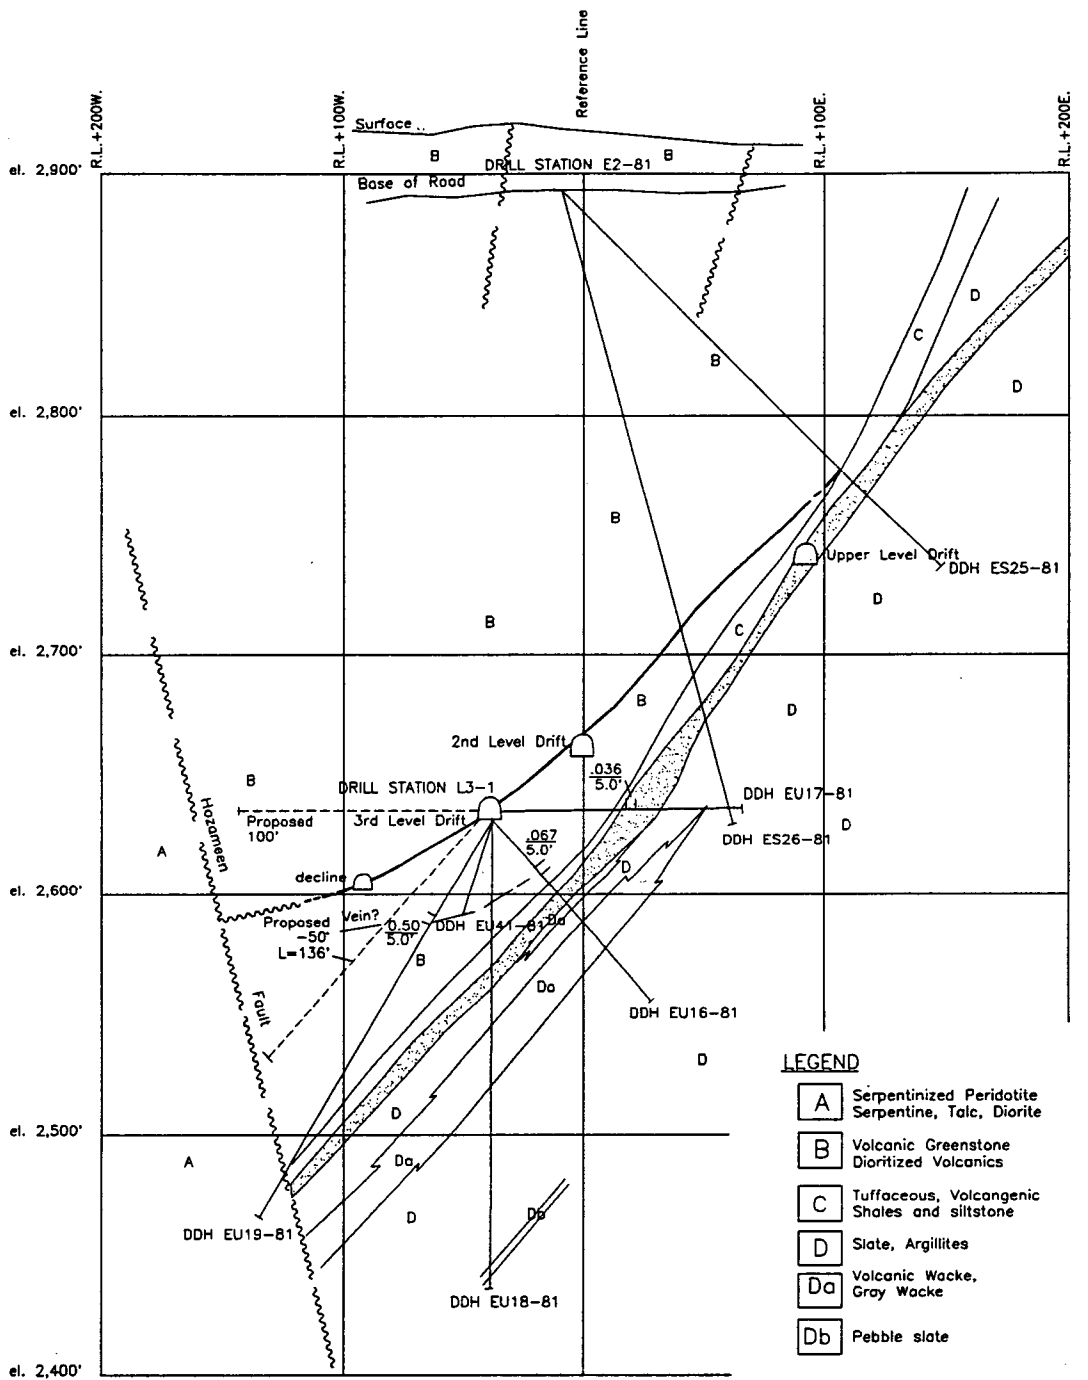 Reference Line
R.L.+200W.
R.L.+100W.
R.L.+100E.
R.L.+200E.
Surface ..
B
B
DRILL STATION E2-81
el. 2,900'
Base of Road
D
C
B
D
el. 2,800'
B
Upper Level Drift
DDH ES25-81
D
B
C
el. 2,700'
B
D
2nd Level Drift
.036
5.0'
B
DRILL STATION L3-1
DDH EU17-81
Proposed
100'
3rd Level Drift
Hozameen
A
.067
5.0'
D
DDH ES26-81
D
decline
el. 2,600'
Proposed
-50'
L=136'
Vein?
0.50
5.0'
DDH EU41-81
Da
B
Da
Fault
DDH EU16-81
D
D
el. 2,500'
A
Da
D
Db
DDH EU19-81
DDH EU18-81
el. 2,400'
LEGEND
A Serpentinized Peridotite
Serpentine, Talc, Diorite
B Volcanic Greenstone
Dioritized Volcanics
C Tuffaceous, Volcangenic
Shales and siltstone
D Slate, Argillites
Da Volcanic Wacke,
Gray Wacke
Db Pebble slate